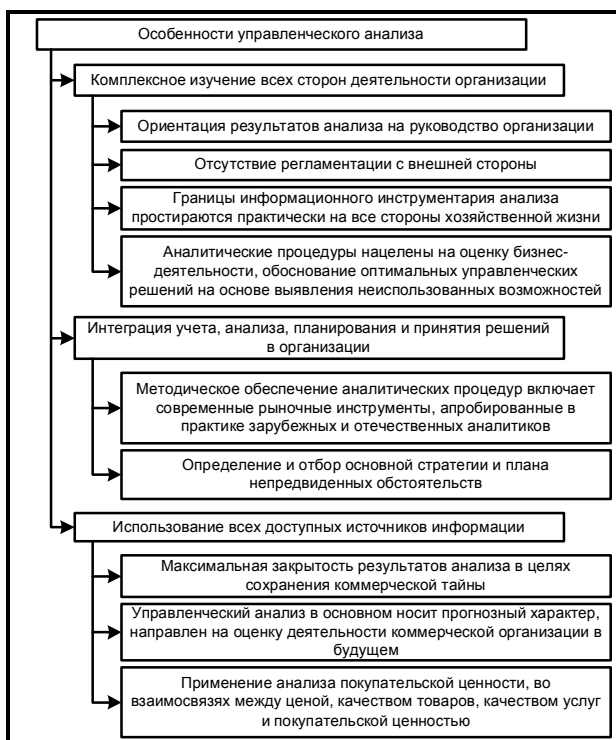 Особенности управленческого анализа
Комплексное изучение всех сторон деятельности организации
Ориентация результатов анализа на руководство организации
Отсутствие регламентации с внешней стороны
Границы информационного инструментария анализа
простираются практически на все стороны хозяйственной жизни
Аналитические процедуры нацелены на оценку бизнес-
деятельности, обоснование оптимальных управленческих
решений на основе выявления неиспользованных возможностей
Интеграция учета, анализа, планирования и принятия решений
в организации
Методическое обеспечение аналитических процедур включает
современные рыночные инструменты, апробированные в
практике зарубежных и отечественных аналитиков
Определение и отбор основной стратегии и плана
непредвиденных обстоятельств
Использование всех доступных источников информации
Максимальная закрытость результатов анализа в целях
сохранения коммерческой тайны
Управленческий анализ в основном носит прогнозный характер,
направлен на оценку деятельности коммерческой организации в
будущем
Применение анализа покупательской ценности, во
взаимосвязях между ценой, качеством товаров, качеством услуг
и покупательской ценностью